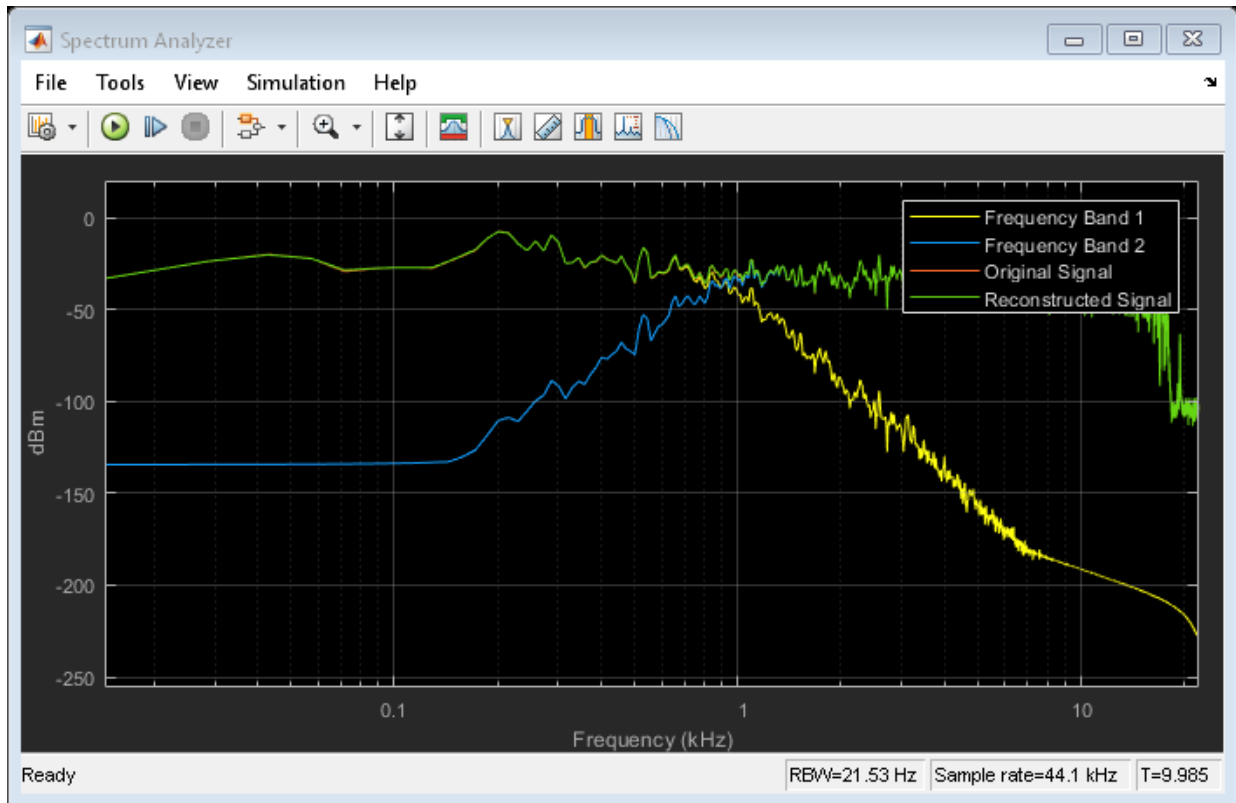 Spectrum Analyzer
File Tools View Simulation Help
0
-50
-100
-150
-200
-250
dBm
Frequency Band 1
Frequency Band 2
Original Signal
Reconstructed Signal
0.1 1 10
Frequency (kHz)
Ready RBW=21.53 Hz Sample rate=44.1 kHz T=9.985